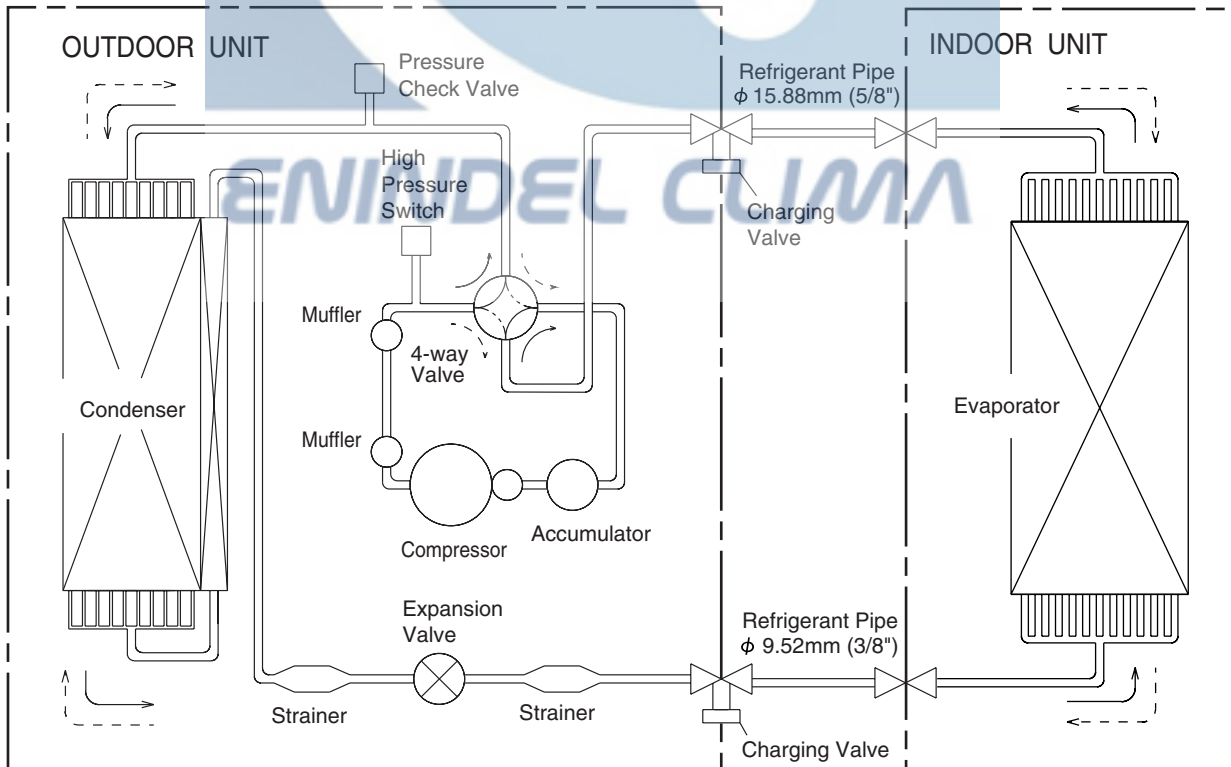 OUTDOOR UNIT
INDOOR UNIT
Pressure
Check Valve
Refrigerant Pipe
ϕ 15.88mm (5/8")
High
Pressure
Switch
ENINDEL CLIMA
Charging
Valve
Muffler
4-way
Valve
Condenser
Evaporator
Muffler
Accumulator
Compressor
Expansion
Valve
Refrigerant Pipe
ϕ 9.52mm (3/8")
Strainer
Strainer
Charging Valve